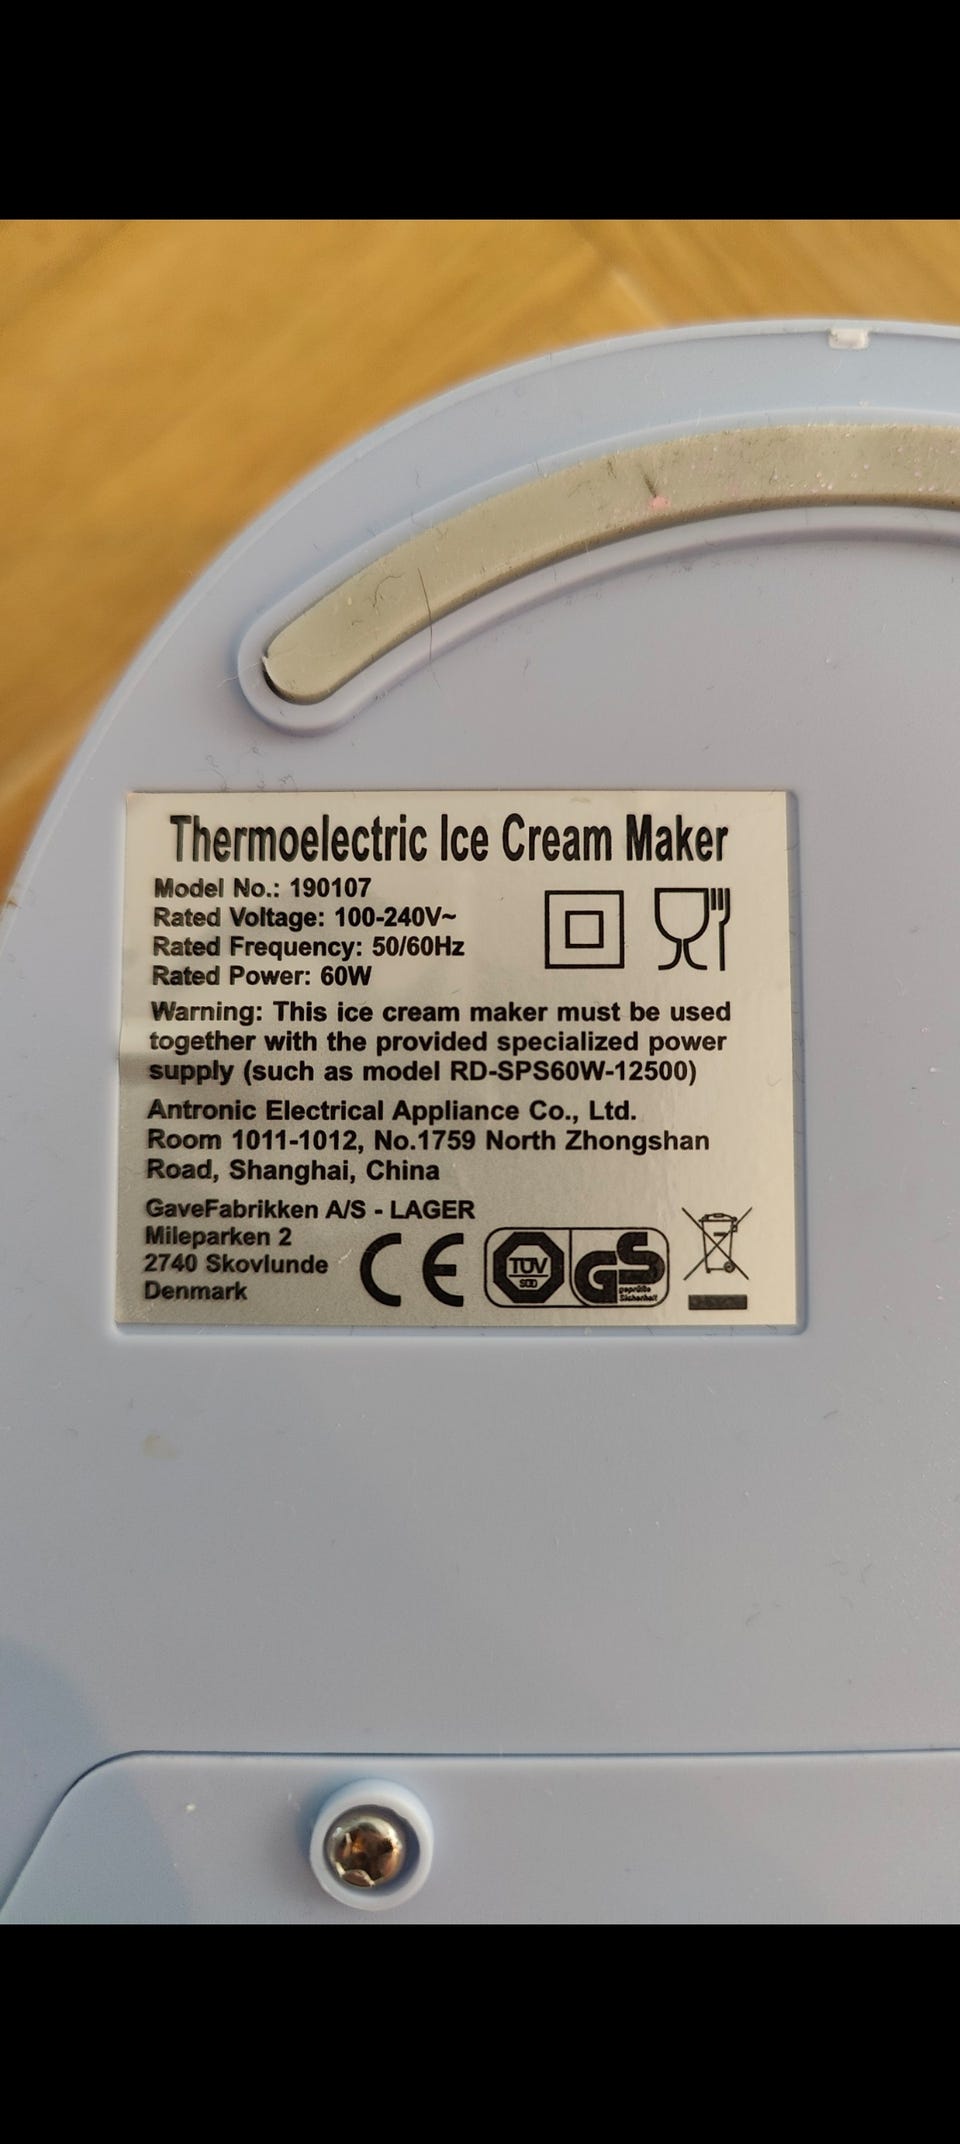 Thermoelectric Ice Cream Maker
Model No.: 190107
Rated Voltage: 100-240V~
Rated Frequency: 50/60Hz
Rated Power: 60W
Warning: This ice cream maker must be used
together with the provided specialized power
supply (such as model RD-SPS60W-12500)
Antronic Electrical Appliance Co., Ltd.
Room 1011-1012, No.1759 North Zhongshan
Road, Shanghai, China
GaveFabrikken A/S - LAGER
Mileparken 2
2740 Skovlunde
Denmark
CE
TÜV
SÜD
GS
geprüfte
Sicherheit